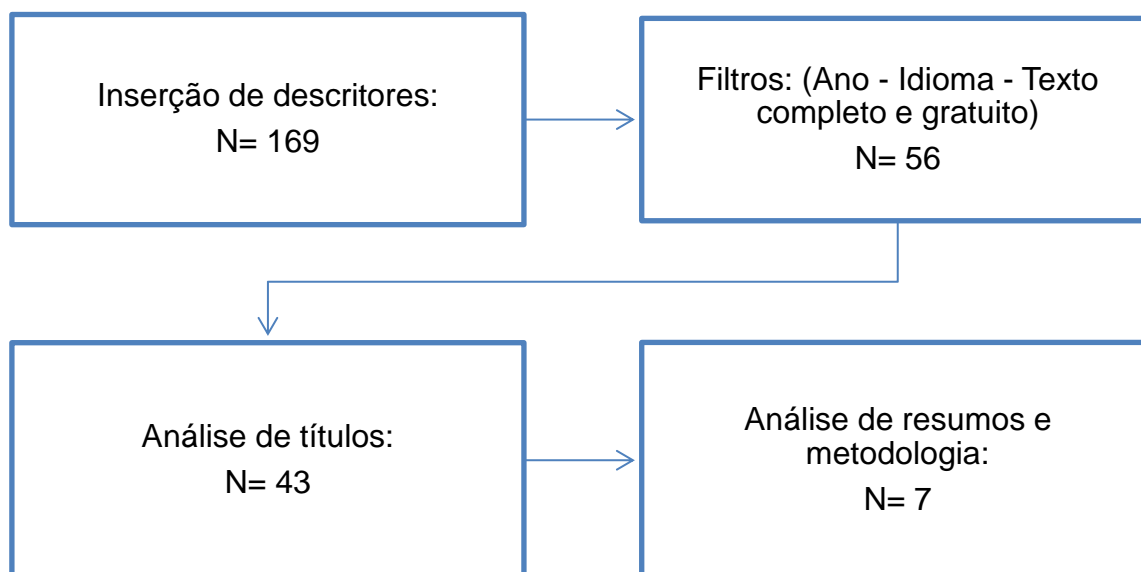 Inserção de descritores:
N= 169
Filtros: (Ano - Idioma - Texto
completo e gratuito)
N= 56
Análise de títulos:
N= 43
Análise de resumos e
metodologia:
N= 7